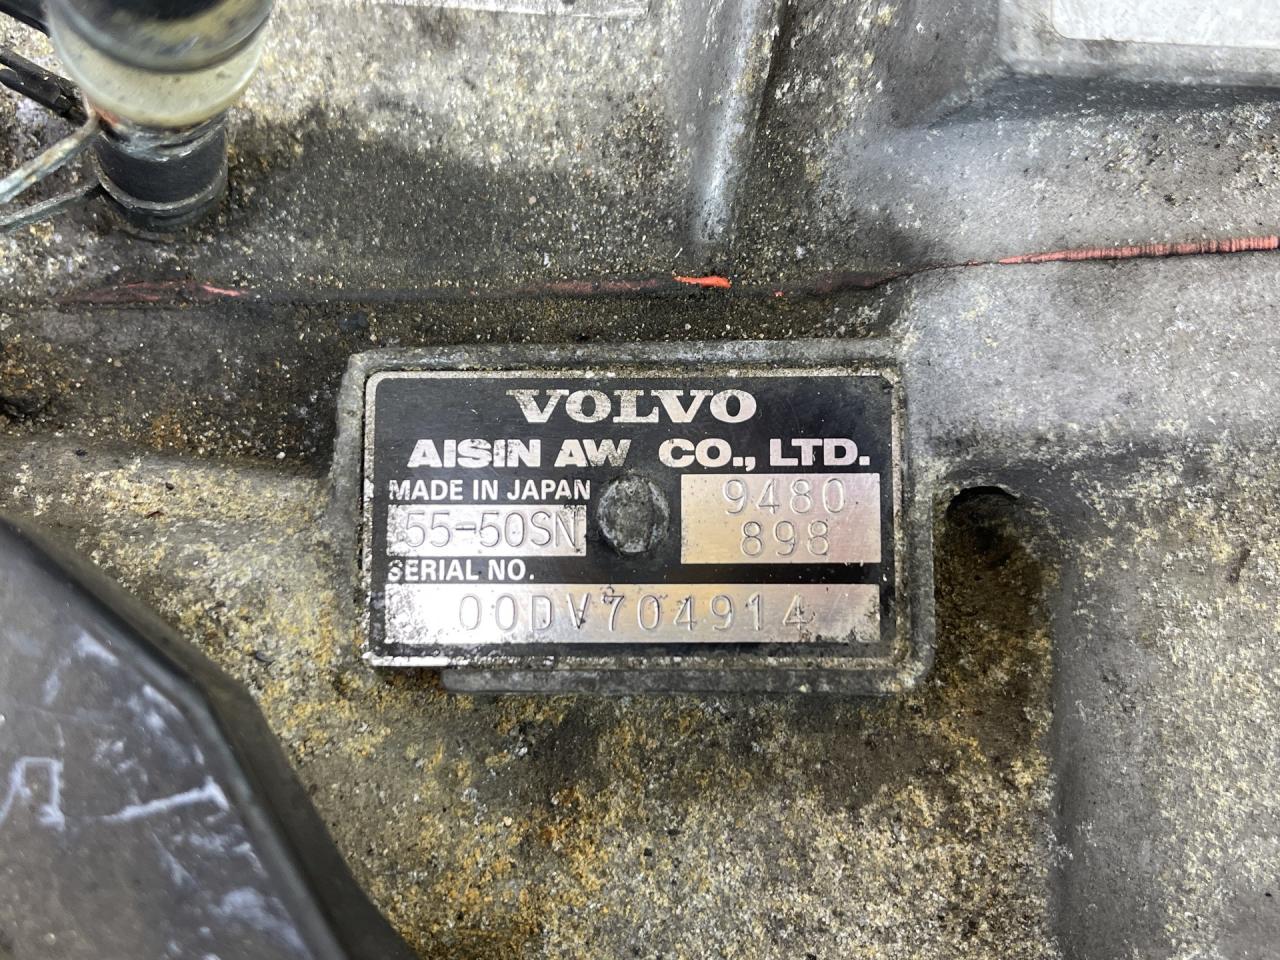 VOLVO
AISIN AW CO., LTD.
MADE IN JAPAN
55-50SN
9480
898
SERIAL NO.
00DV704914